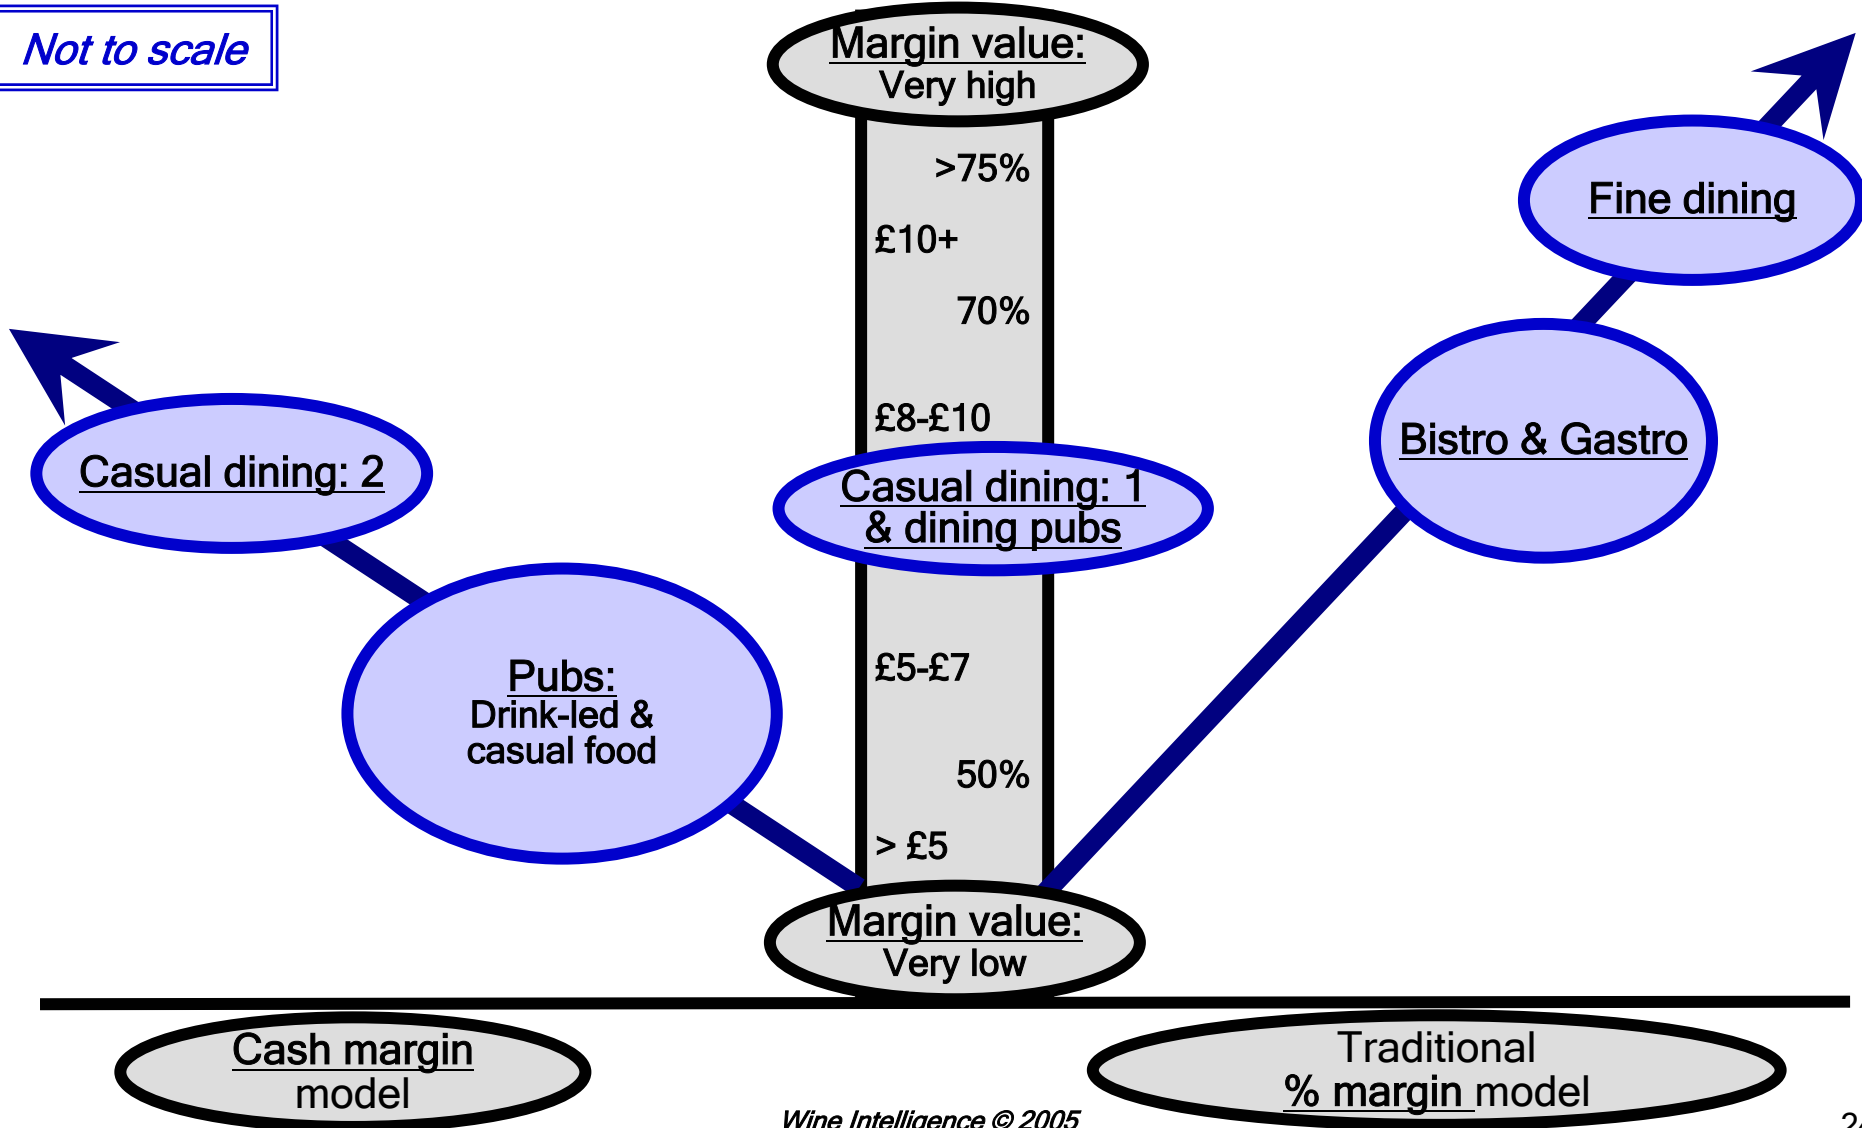 Not to scale
Margin value:
Very high
>75%
£10+
70%
£8-£10
Fine dining
Bistro & Gastro
Casual dining: 2
Casual dining: 1
& dining pubs
Pubs:
Drink-led &
casual food
£5-£7
50%
> £5
Margin value:
Very low
Cash margin
model
Traditional
% margin model
Wine Intelligence © 2005